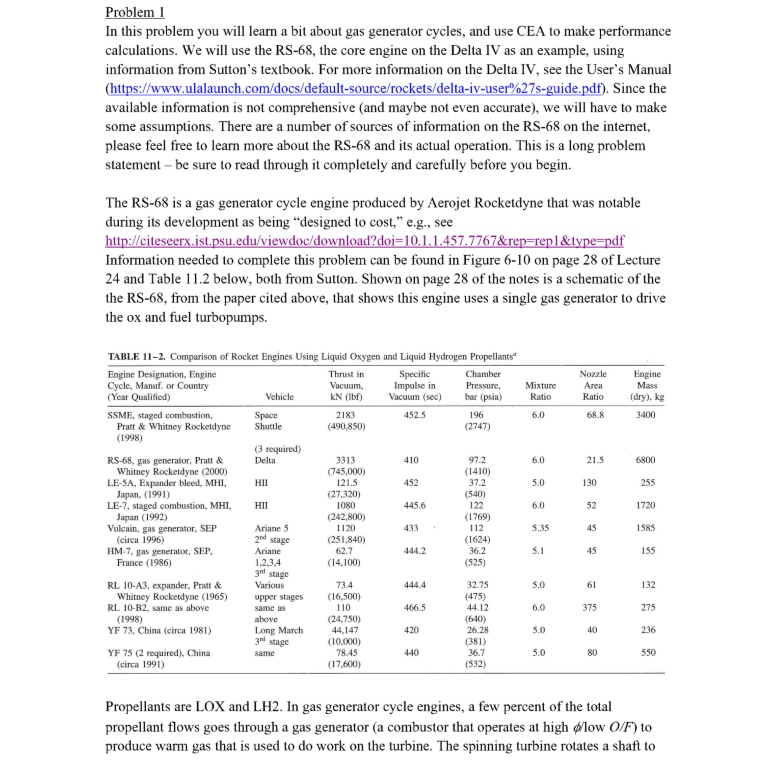 Problem 1
In this problem you will learn a bit about gas generator cycles, and use CEA to make performance
calculations. We will use the RS-68, the core engine on the Delta IV as an example, using
information from Sutton's textbook. For more information on the Delta IV, see the User's Manual
(https://www.ulalaunch.com/docs/default-source/rockets/delta-iv-user%27s-guide.pdf). Since the
available information is not comprehensive (and maybe not even accurate), we will have to make
some assumptions. There are a number of sources of information on the RS-68 on the internet,
please feel free to learn more about the RS-68 and its actual operation. This is a long problem
statement – be sure to read through it completely and carefully before you begin.
The RS-68 is a gas generator cycle engine produced by Aerojet Rocketdyne that was notable
during its development as being "designed to cost," e.g., see
http://citeseerx.ist.psu.edu/viewdoc/download?doi=10.1.1.457.7767&rep=rep1&type=pdf
Information needed to complete this problem can be found in Figure 6-10 on page 28 of Lecture
24 and Table 11.2 below, both from Sutton. Shown on page 28 of the notes is a schematic of the
the RS-68, from the paper cited above, that shows this engine uses a single gas generator to drive
the ox and fuel turbopumps.
TABLE 11–2. Comparison of Rocket Engines Using Liquid Oxygen and Liquid Hydrogen Propellantsa
Engine Designation, Engine Thrust in Specific Chamber Nozzle Engine
Cycle, Manuf. or Country Vacuum, Impulse in Pressure, Mixture Area Mass
(Year Qualified) Vehicle kN (lbf) Vacuum (sec) bar (psia) Ratio Ratio (dry), kg
SSME, staged combustion, Space 2183 452.5 196 6.0 68.8 3400
Pratt & Whitney Rocketdyne Shuttle (490,850) (2747)
(1998)
(3 required)
RS-68, gas generator, Pratt & Delta 3313 410 97.2 6.0 21.5 6800
Whitney Rocketdyne (2000) (745,000) (1410)
LE-5A, Expander bleed, MHI, HII 121.5 452 37.2 5.0 130 255
Japan, (1991) (27,320) (540)
LE-7, staged combustion, MHI, HII 1080 445.6 122 6.0 52 1720
Japan (1992) (242,800) (1769)
Vulcain, gas generator, SEP Ariane 5 1120 433 112 5.35 45 1585
(circa 1996) 2nd stage (251,840) (1624)
HM-7, gas generator, SEP, Ariane 62.7 444.2 36.2 5.1 45 155
France (1986) 1,2,3,4 (14,100) (525)
3rd stage
RL 10-A3, expander, Pratt & Various 73.4 444.4 32.75 5.0 61 132
Whitney Rocketdyne (1965) upper stages (16,500) (475)
RL 10-B2, same as above same as 110 466.5 44.12 6.0 375 275
(1998) above (24,750) (640)
YF 73, China (circa 1981) Long March 44,147 420 26.28 5.0 40 236
3rd stage (10,000) (381)
YF 75 (2 required), China same 78.45 440 36.7 5.0 80 550
(circa 1991) (17,600) (532)
Propellants are LOX and LH2. In gas generator cycle engines, a few percent of the total
propellant flows goes through a gas generator (a combustor that operates at high ϕ/low O/F) to
produce warm gas that is used to do work on the turbine. The spinning turbine rotates a shaft to